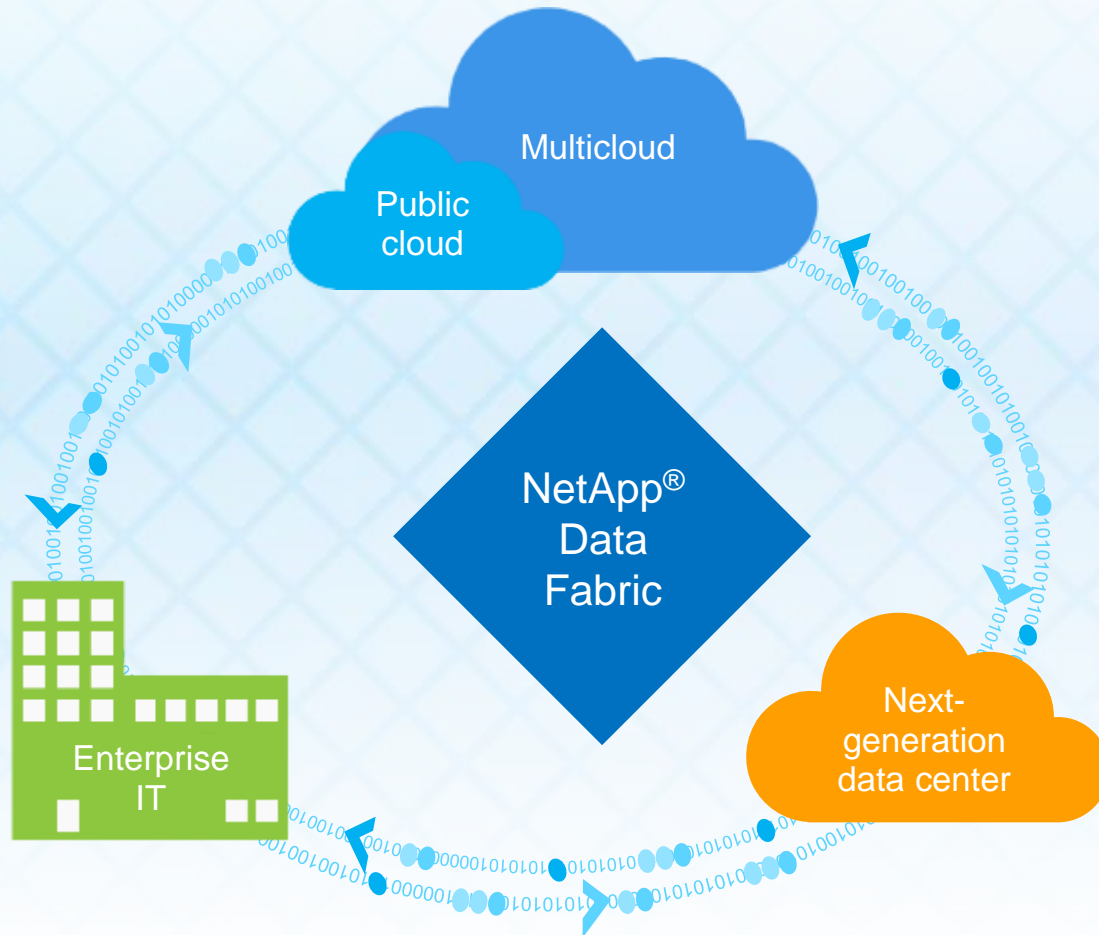 Multicloud
Public
cloud
NetApp®
Data
Fabric
Next-
generation
data center
Enterprise
IT